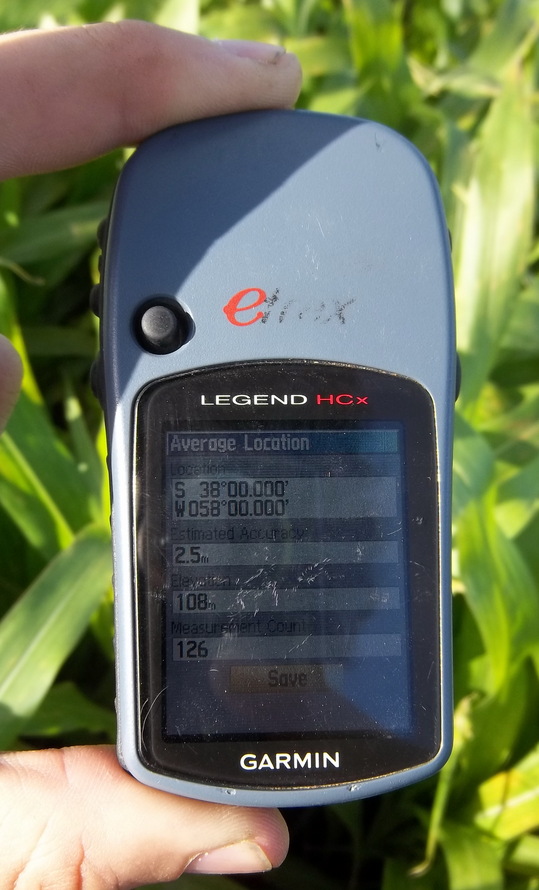 etrex
LEGEND HCx
Average Location
Location
S 38°00.000'
W058°00.000'
Estimated Accuracy
2.5m
Elevation
108m
Measurement Count
126
Save
GARMIN